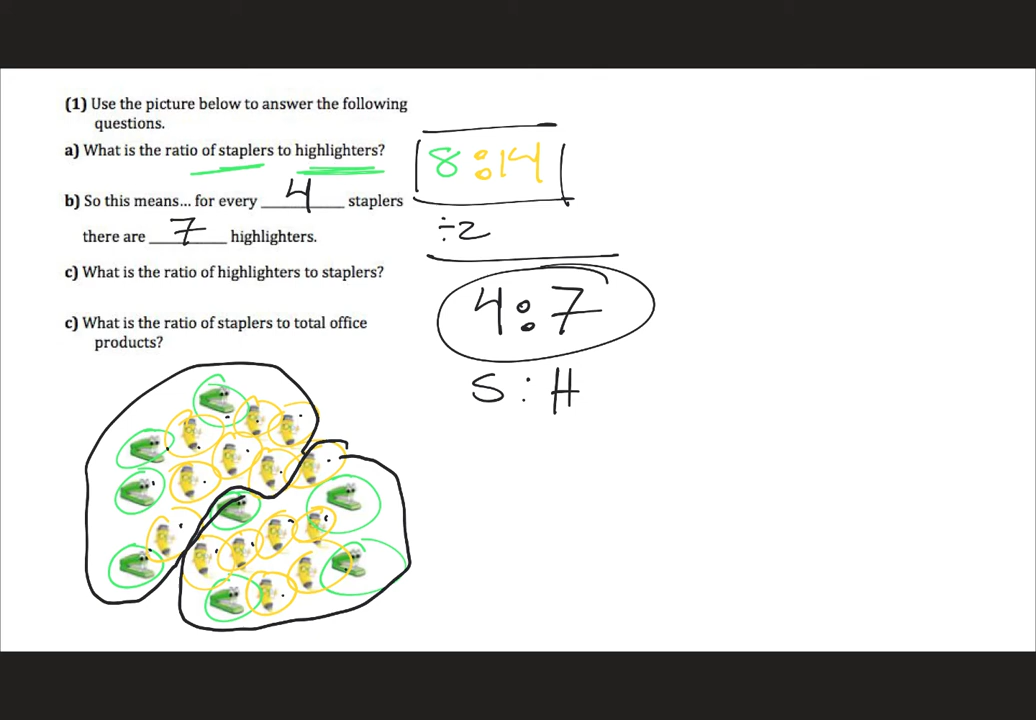 (1) Use the picture below to answer the following
questions.
a) What is the ratio of staplers to highlighters?
8:14
b) So this means... for every 4 staplers
÷2
there are 7 highlighters.
c) What is the ratio of highlighters to staplers?
4:7
c) What is the ratio of staplers to total office
products?
S : H